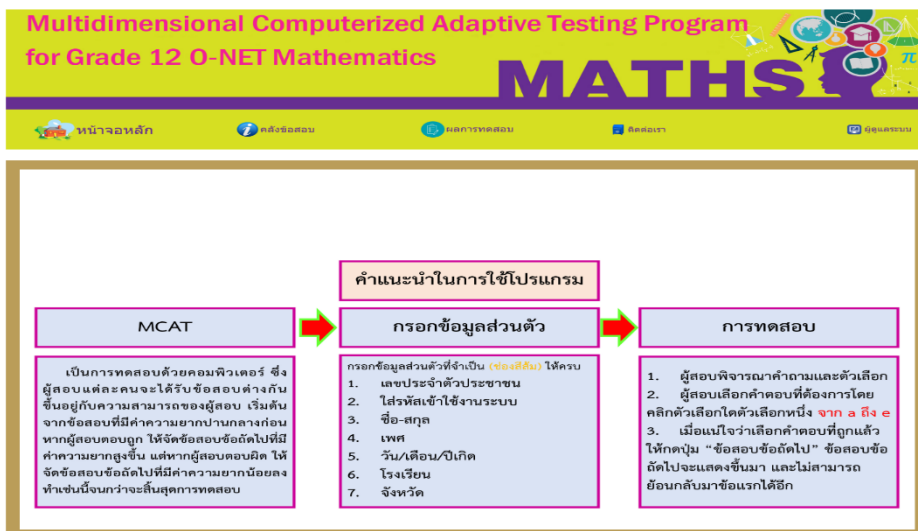 Multidimensional Computerized Adaptive Testing Program
for Grade 12 O-NET Mathematics
MATHS
π
หน้าจอหลัก
คลังข้อสอบ
ผลการทดสอบ
ติดต่อเรา
ผู้ดูแลระบบ
คำแนะนำในการใช้โปรแกรม
MCAT
เป็นการทดสอบด้วยคอมพิวเตอร์ ซึ่ง
ผู้สอบแต่ละคนจะได้รับข้อสอบต่างกัน
ขึ้นอยู่กับความสามารถของผู้สอบ เริ่มต้น
จากข้อสอบที่มีค่าความยากปานกลางก่อน
หากผู้สอบตอบถูก ให้จัดข้อสอบข้อถัดไปที่มี
ค่าความยากสูงขึ้น แต่หากผู้สอบตอบผิด ให้
จัดข้อสอบข้อถัดไปที่มีค่าความยากน้อยลง
ทำเช่นนี้จนกว่าจะสิ้นสุดการทดสอบ
กรอกข้อมูลส่วนตัว
กรอกข้อมูลส่วนตัวที่จำเป็น (ช่องสีส้ม) ให้ครบ
1. เลขประจำตัวประชาชน
2. ใส่รหัสเข้าใช้งานระบบ
3. ชื่อ-สกุล
4. เพศ
5. วัน/เดือน/ปีเกิด
6. โรงเรียน
7. จังหวัด
การทดสอบ
1. ผู้สอบพิจารณาคำถามและตัวเลือก
2. ผู้สอบเลือกคำตอบที่ต้องการโดย
คลิกตัวเลือกใดตัวเลือกหนึ่ง จาก a ถึง e
3. เมื่อแน่ใจว่าเลือกคำตอบที่ถูกแล้ว
ให้กดปุ่ม "ข้อสอบข้อถัดไป" ข้อสอบข้อ
ถัดไปจะแสดงขึ้นมา และไม่สามารถ
ย้อนกลับมาข้อแรกได้อีก